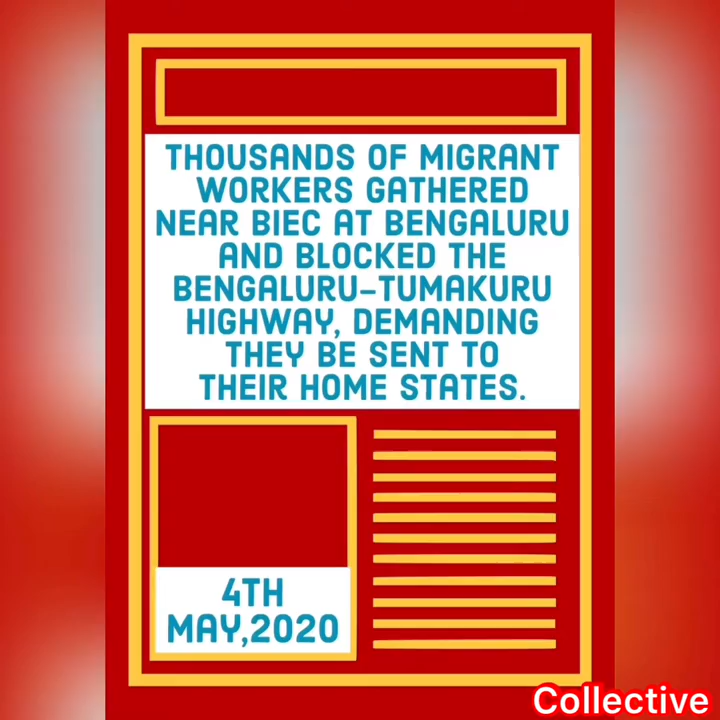 THOUSANDS OF MIGRANT
WORKERS GATHERED
NEAR BIEC AT BENGALURU
AND BLOCKED THE
BENGALURU–TUMAKURU
HIGHWAY, DEMANDING
THEY BE SENT TO
THEIR HOME STATES.
4TH
MAY,2020
Collective